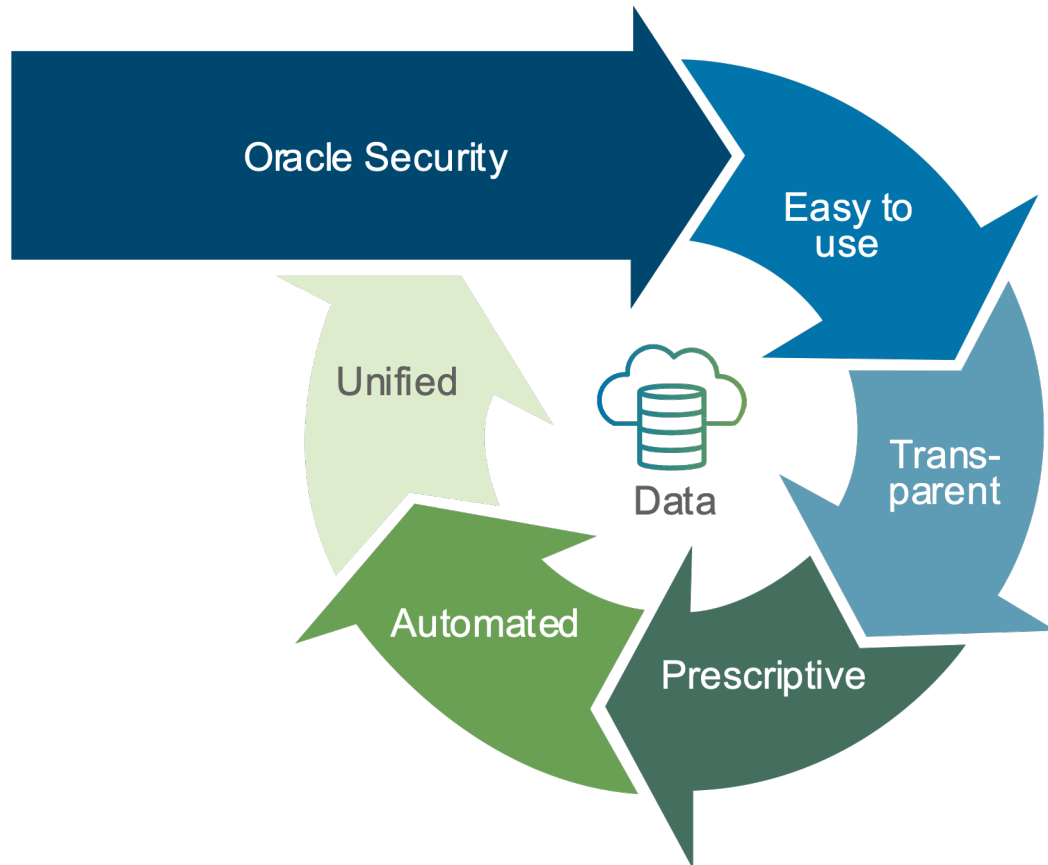 Oracle Security
Easy to
use
Trans-
parent
Prescriptive
Automated
Unified
Data